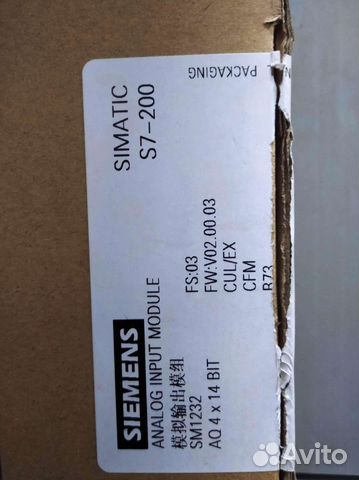 SIEMENS
SIMATIC
S7-200
ANALOG INPUT MODULE
模拟输出模组
SM1232
AQ 4 x 14 BIT
FS:03
FW:V02.00.03
CUL/EX
CFM
PACKAGING
Avito